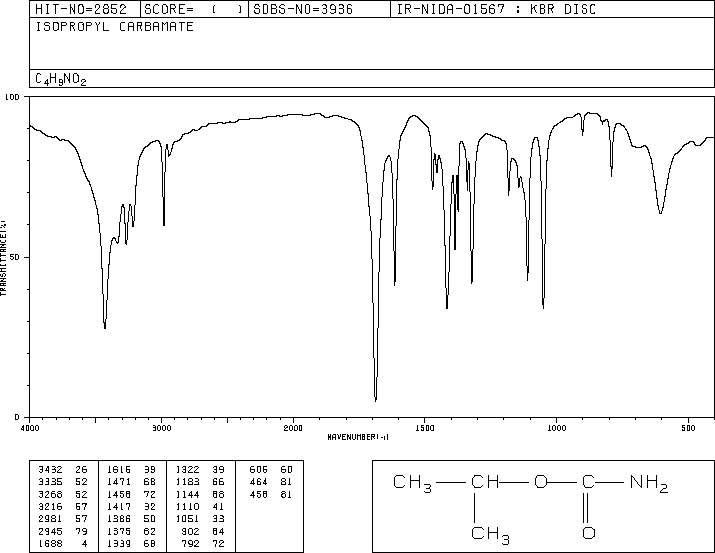 HIT-NO=2852 SCORE= ( ) SDBS-NO=3936 IR-NIDA-01567 : KBR DISC
ISOPROPYL CARBAMATE
C4H9NO2
100
50
0
TRANSMITTANCE(%)
4000 3000 2000 1500 1000 500
WAVENUMBER(-1)
3432 26 1616 39 1322 39 606 60
3335 52 1471 68 1183 66 464 81
3268 52 1458 72 1144 68 458 81
3216 57 1417 32 1110 41
2981 57 1386 50 1051 33
2945 79 1375 62 902 84
1688 4 1339 68 792 72
CH3 CH O C NH2
CH3 O